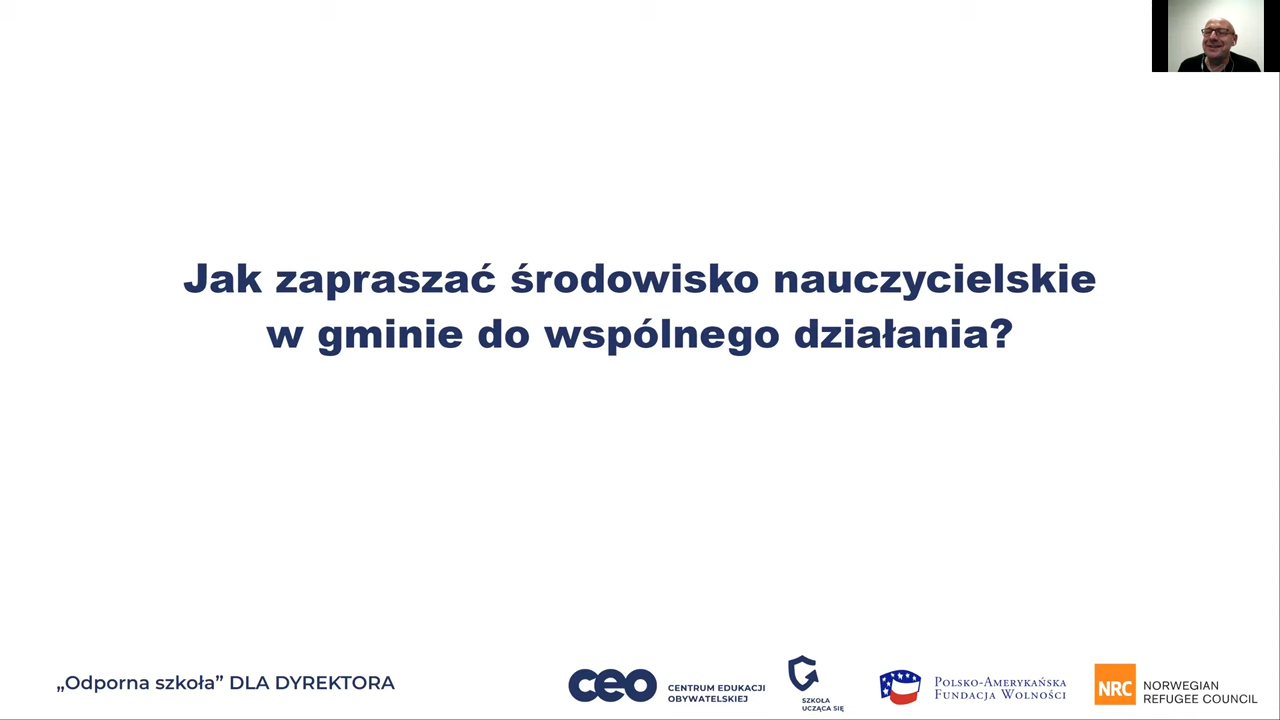 Jak zapraszać środowisko nauczycielskie
w gminie do wspólnego działania?
„Odporna szkoła” DLA DYREKTORA
ceo
CENTRUM EDUKACJI
OBYWATELSKIEJ
SZKOŁA
UCZĄCA SIĘ
POLSKO-AMERYKAŃSKA
FUNDACJA WOLNOŚCI
NRC
NORWEGIAN
REFUGEE COUNCIL